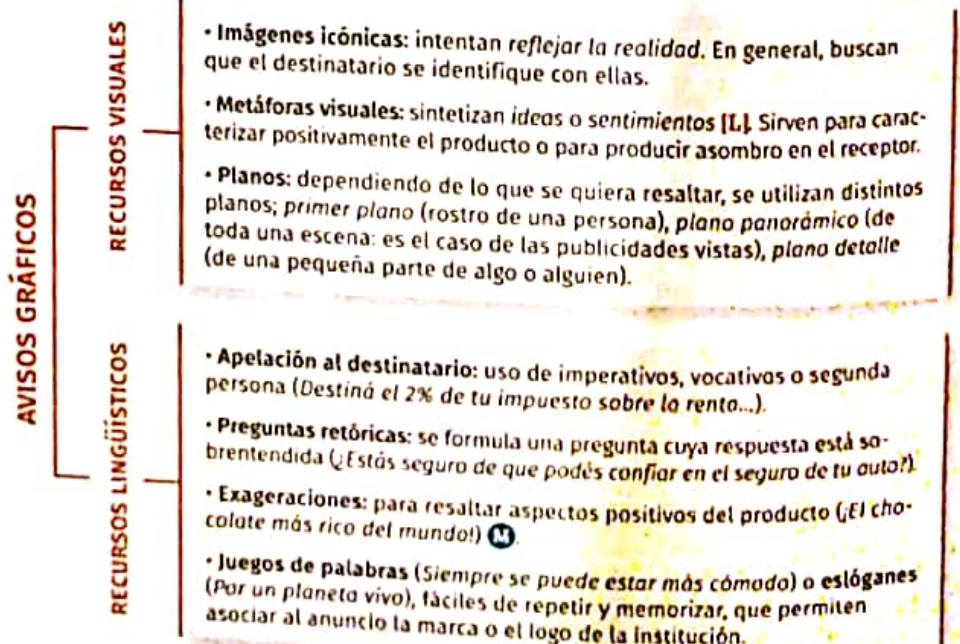 AVISOS GRÁFICOS
RECURSOS VISUALES
• Imágenes icónicas: intentan reflejar la realidad. En general, buscan
que el destinatario se identifique con ellas.
• Metáforas visuales: sintetizan ideas o sentimientos [L]. Sirven para carac-
terizar positivamente el producto o para producir asombro en el receptor.
• Planos: dependiendo de lo que se quiera resaltar, se utilizan distintos
planos; primer plano (rostro de una persona), plano panorámico (de
toda una escena: es el caso de las publicidades vistas), plano detalle
(de una pequeña parte de algo o alguien).
RECURSOS LINGÜÍSTICOS
• Apelación al destinatario: uso de imperativos, vocativos o segunda
persona (Destiná el 2% de tu impuesto sobre la renta...).
• Preguntas retóricas: se formula una pregunta cuya respuesta está so-
brentendida (¿Estás seguro de que podés confiar en el seguro de tu auto?)
• Exageraciones: para resaltar aspectos positivos del producto (¡El cho-
colate más rico del mundo!) M.
• Juegos de palabras (Siempre se puede estar más cómodo) o eslóganes
(Por un planeta vivo), fáciles de repetir y memorizar, que permiten
asociar al anuncio la marca o el logo de la institución.